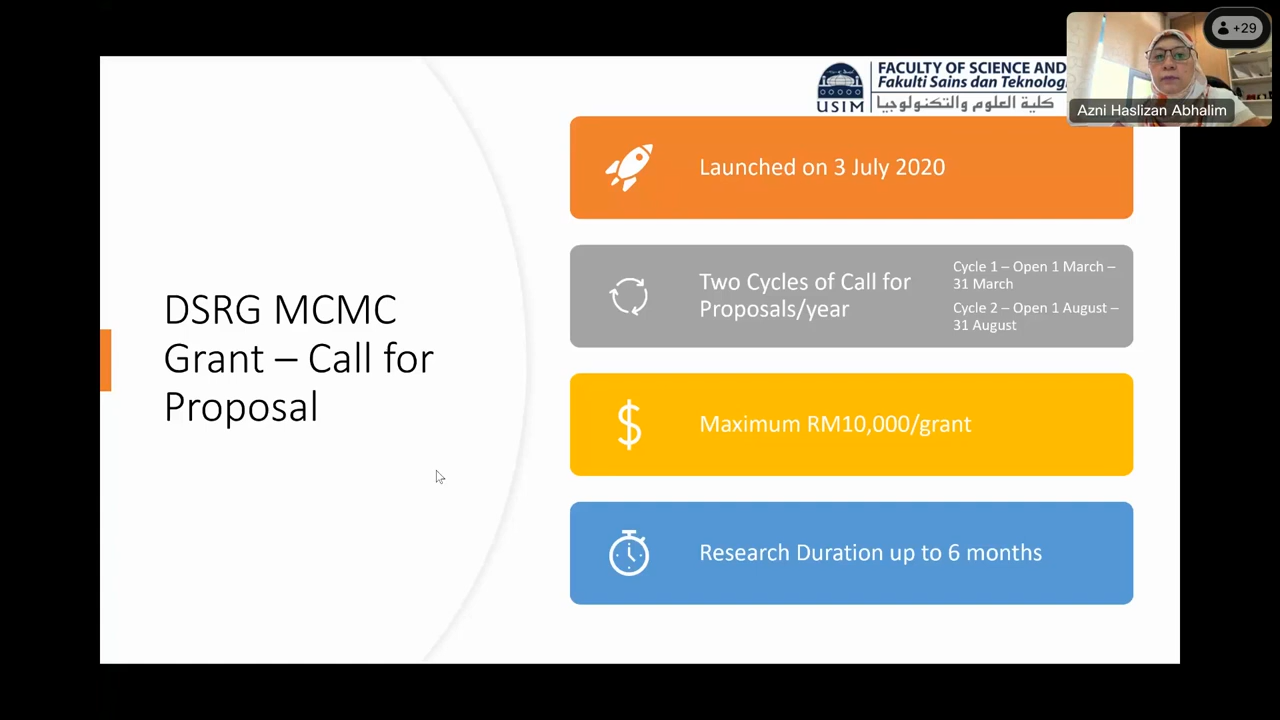 +29
Azni Haslizan Abhalim
FACULTY OF SCIENCE AND
Fakulti Sains dan Teknologi
كلية العلوم والتكنولوجيا
USIM
DSRG MCMC
Grant – Call for
Proposal
Launched on 3 July 2020
Two Cycles of Call for
Proposals/year
Cycle 1 – Open 1 March –
31 March
Cycle 2 – Open 1 August –
31 August
$
Maximum RM10,000/grant
Research Duration up to 6 months